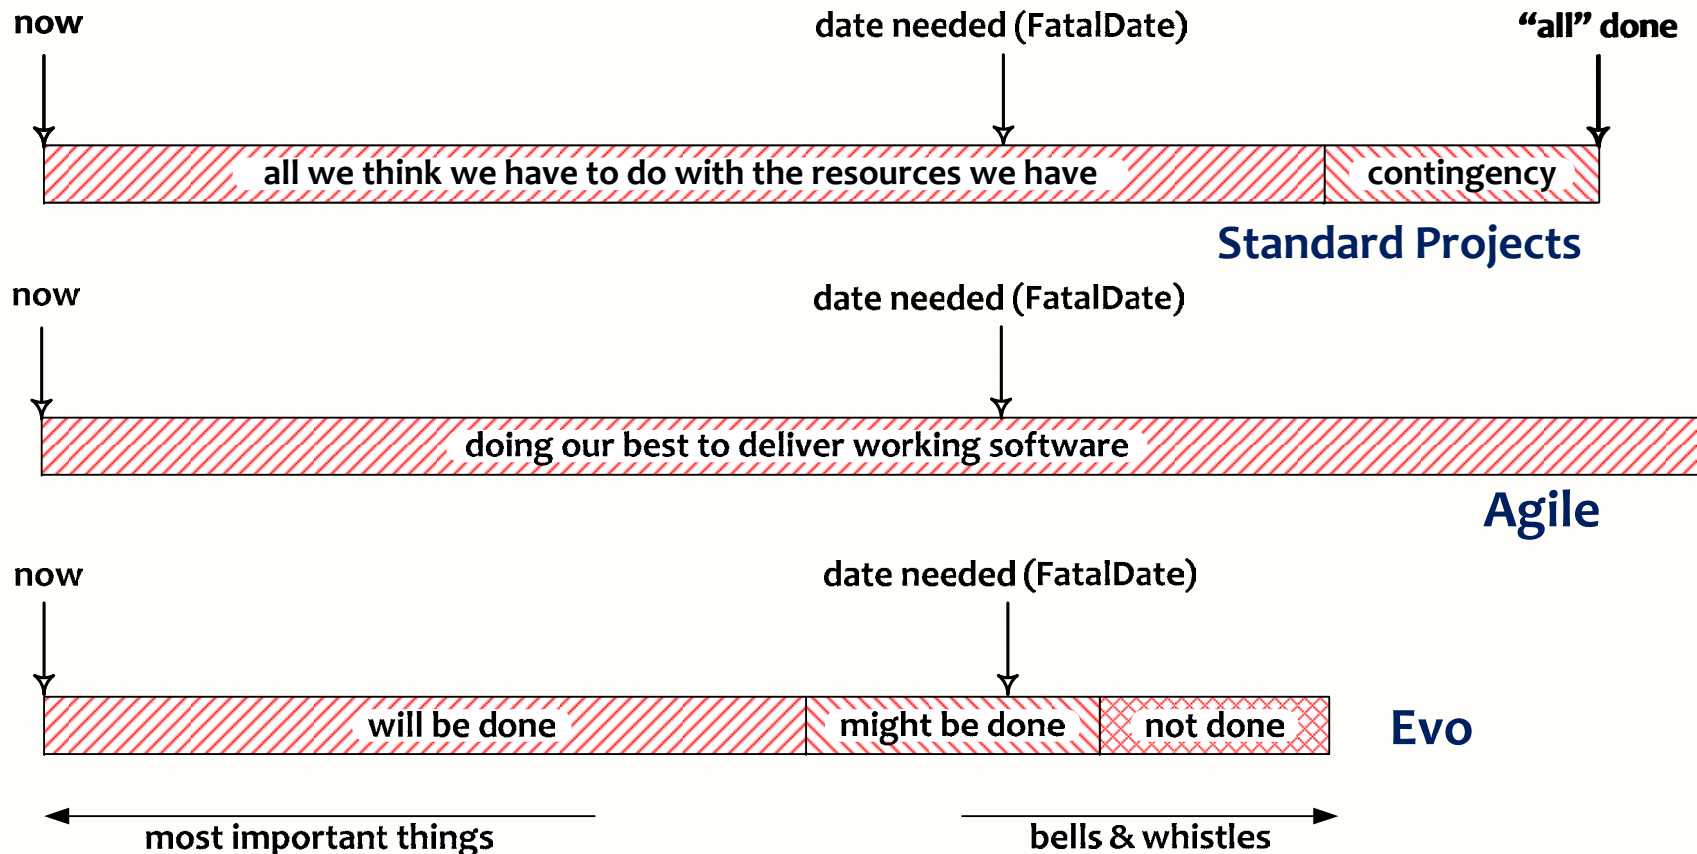 now
date needed (FatalDate)
“all” done
all we think we have to do with the resources we have
contingency
Standard Projects
now
date needed (FatalDate)
doing our best to deliver working software
Agile
now
date needed (FatalDate)
will be done
might be done
not done
Evo
most important things
bells & whistles